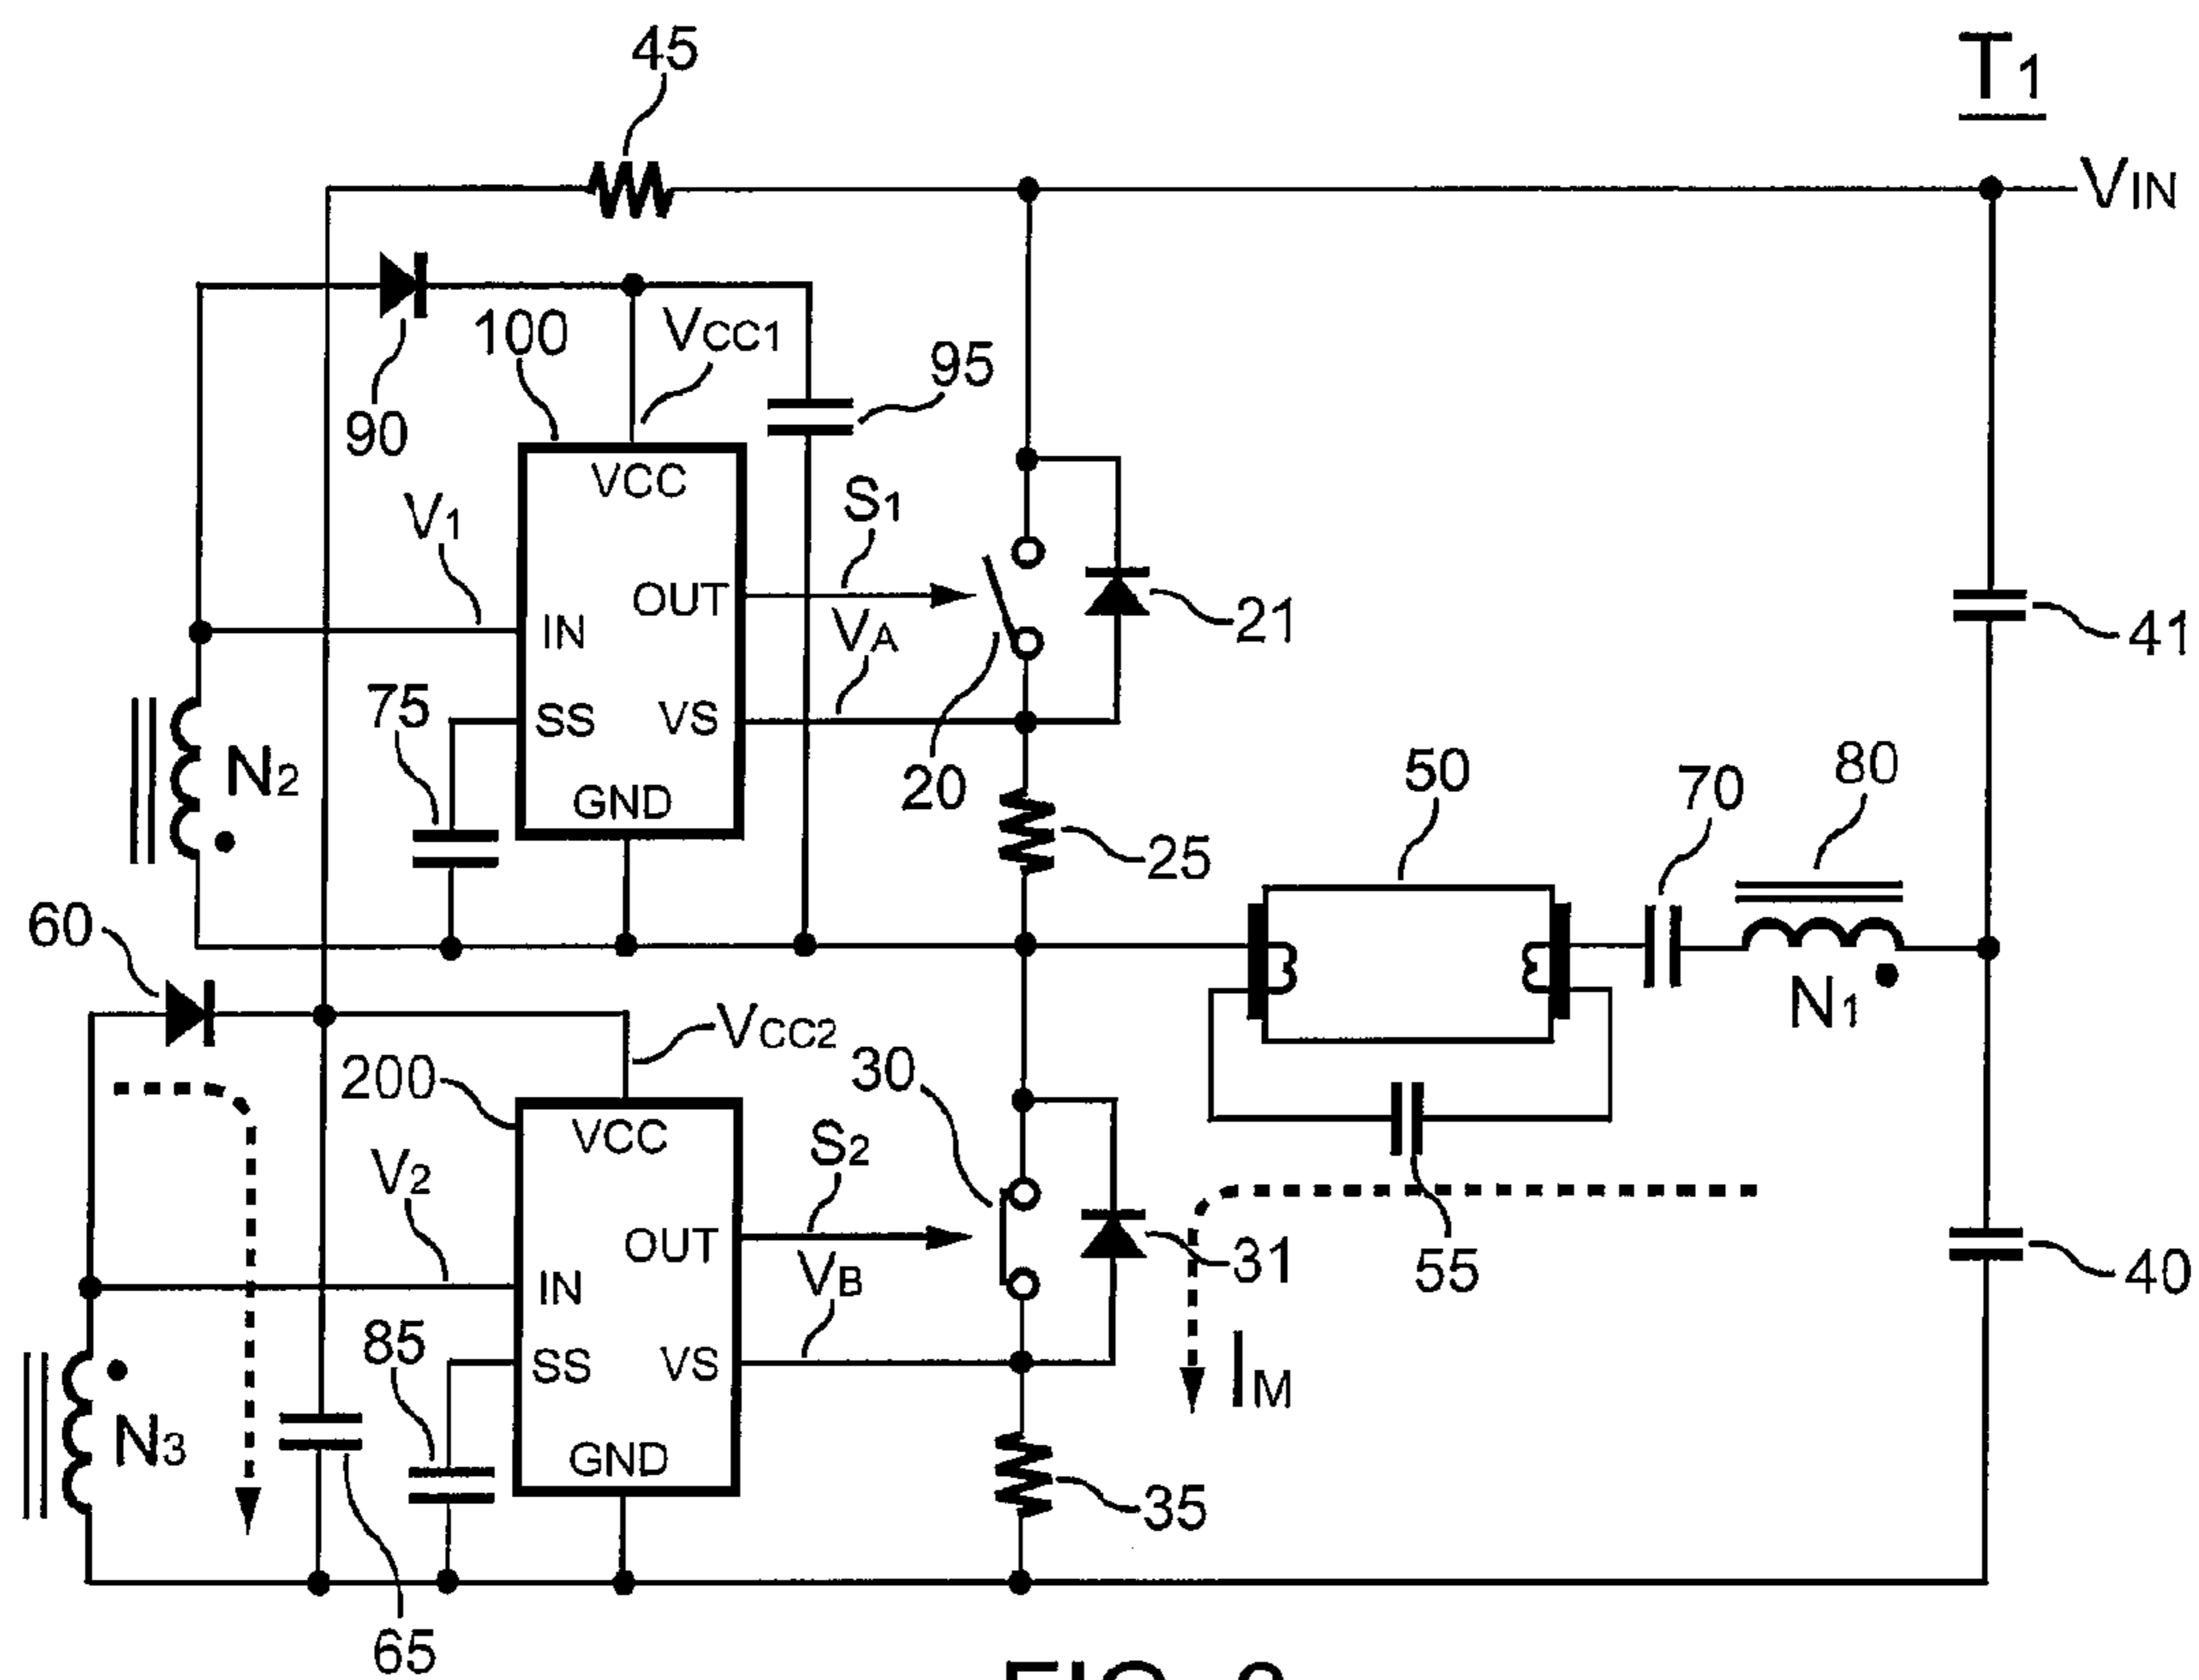 45
T1
VIN
90
100
VCC1
95
VCC
V1
S1
OUT
IN
VA
21
41
75
SS
VS
N2
GND
20
25
50
70
80
60
N1
VCC2
200
30
VCC
V2
S2
OUT
IN
VB
31
55
40
85
SS
VS
IM
N3
GND
35
65